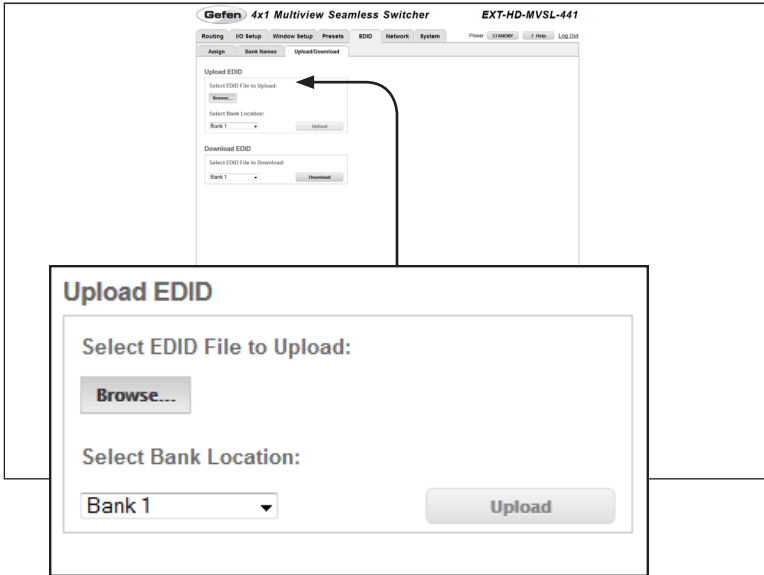 Gefen 4x1 Multiview Seamless Switcher EXT-HD-MVSL-441
Routing I/O Setup Window Setup Presets EDID Network System Power STANDBY ? Help Log Out
Assign Bank Names Upload/Download
Upload EDID
Select EDID File to Upload:
Browse...
Select Bank Location:
Bank 1 Upload
Download EDID
Select EDID File to Download:
Bank 1 Download
Upload EDID
Select EDID File to Upload:
Browse...
Select Bank Location:
Bank 1 Upload